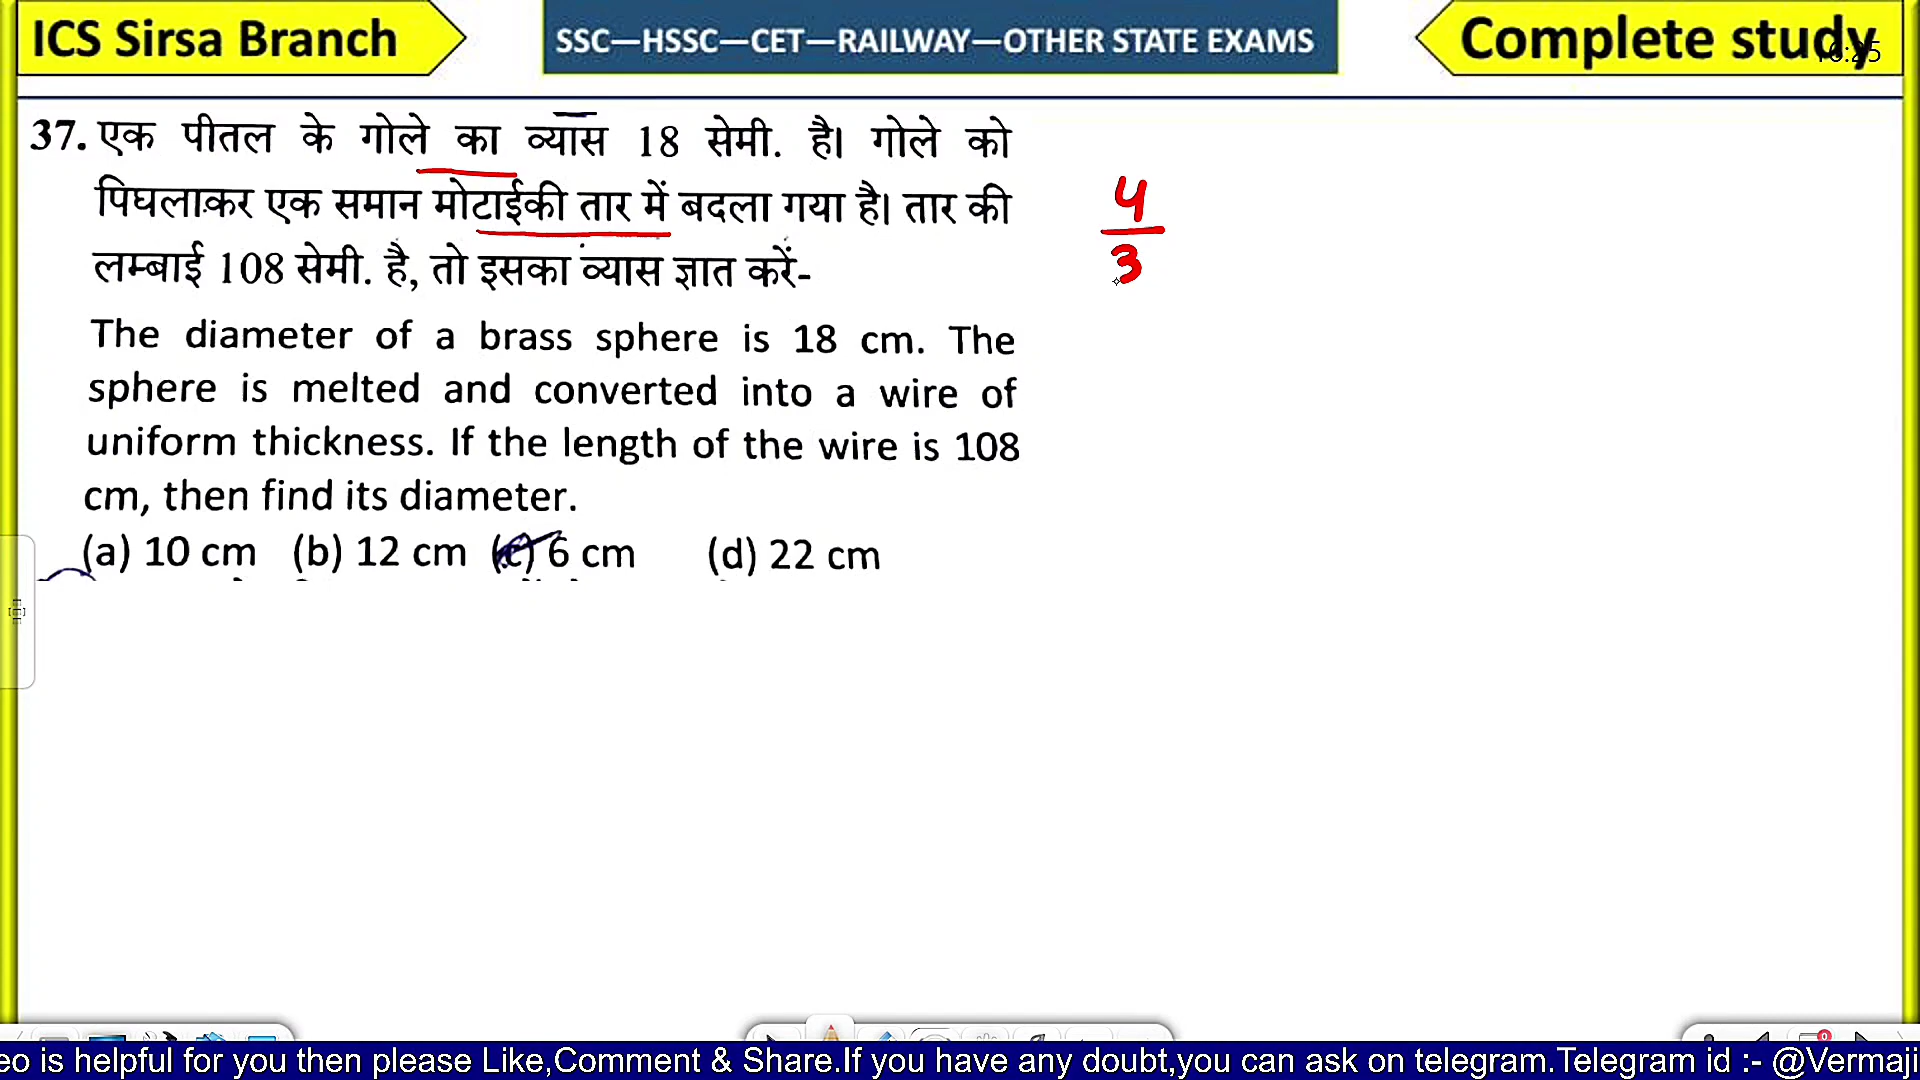 ICS Sirsa Branch
SSC—HSSC—CET—RAILWAY—OTHER STATE EXAMS
Complete study
37. एक पीतल के गोले का व्यास 18 सेमी. है। गोले को
पिघलाकर एक समान मोटाईकी तार में बदला गया है। तार की
लम्बाई 108 सेमी. है, तो इसका व्यास ज्ञात करें-
The diameter of a brass sphere is 18 cm. The
sphere is melted and converted into a wire of
uniform thickness. If the length of the wire is 108
cm, then find its diameter.
(a) 10 cm (b) 12 cm (c) 6 cm (d) 22 cm
4
3
eo is helpful for you then please Like,Comment & Share.If you have any doubt,you can ask on telegram.Telegram id :- @Vermaji